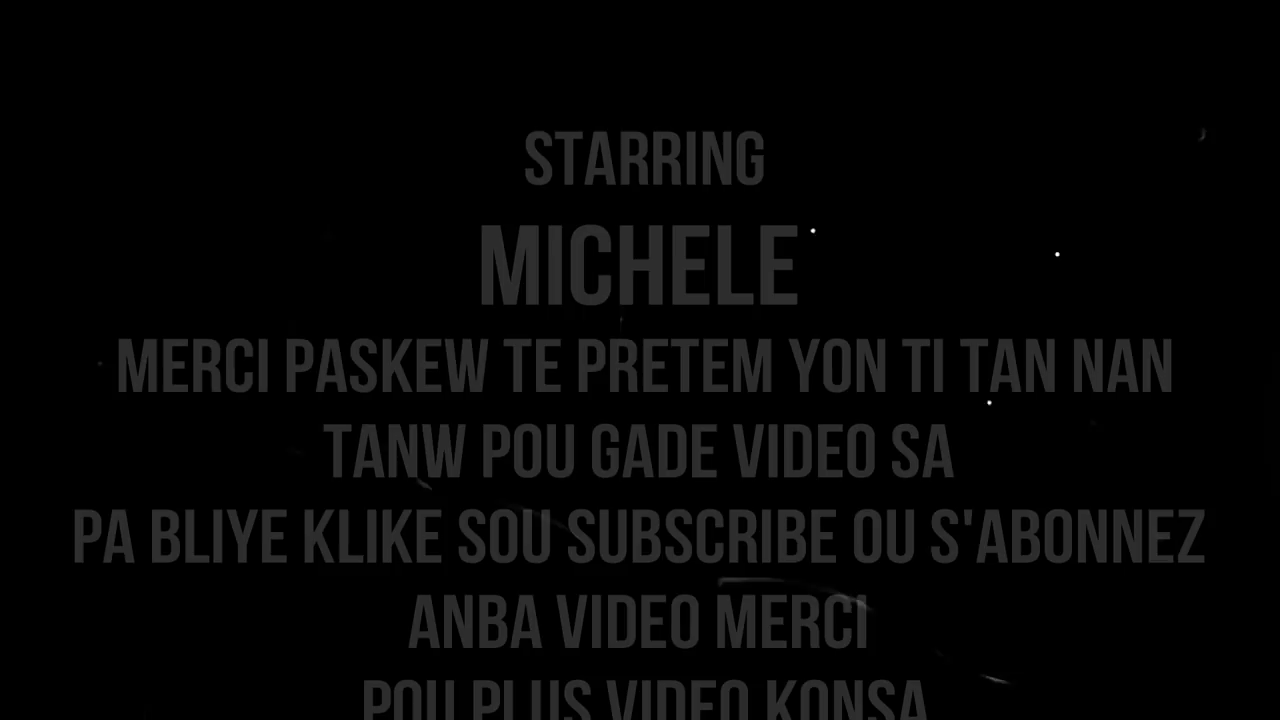 STARRING
MICHELE
MERCI PASKEW TE PRETEM YON TI TAN NAN
TANW POU GADE VIDEO SA
PA BLIYE KLIKE SOU SUBSCRIBE OU S'ABONNEZ
ANBA VIDEO MERCI
POU PLUS VIDEO KONSA